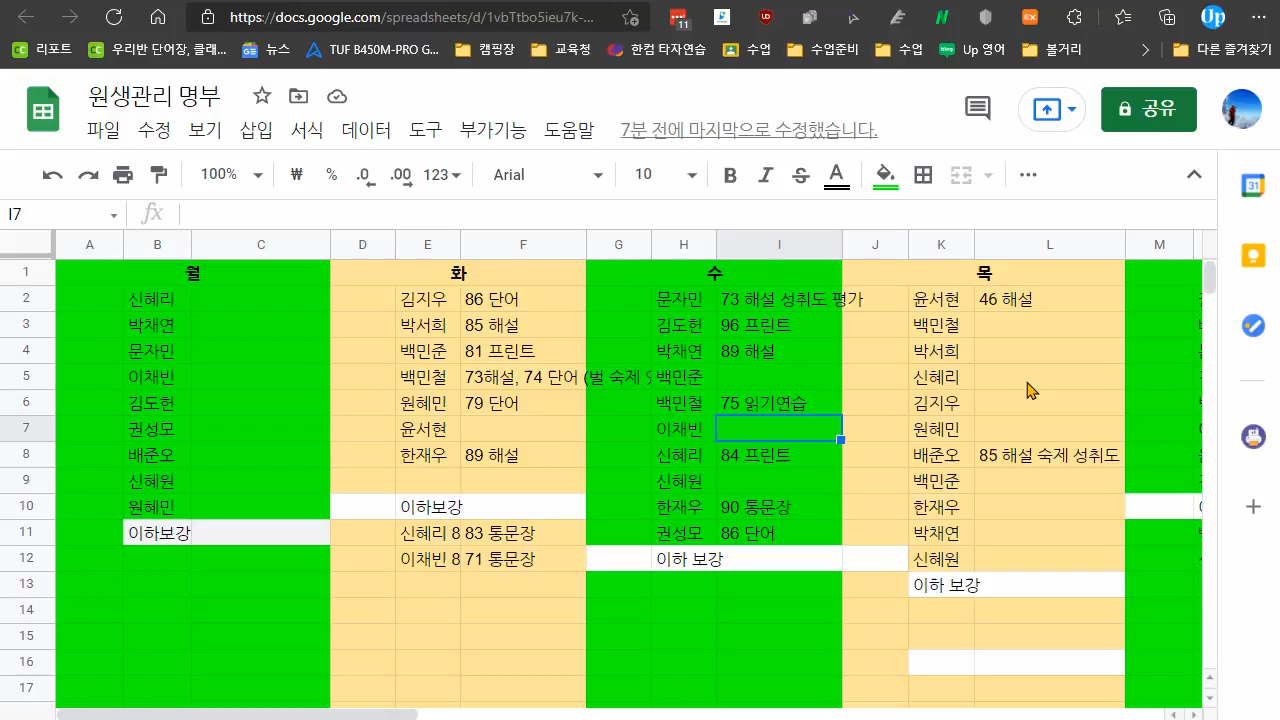 https://docs.google.com/spreadsheets/d/1vbTtbo5ieu7k-...
11
Up
리포트 우리반 단어장, 클래... 뉴스 TUF B450M-PRO G... 캠핑장 교육청 한컴 타자연습 수업 수업준비 수업 Up 영어 볼거리 다른 즐겨찾기
원생관리 명부
파일 수정 보기 삽입 서식 데이터 도구 부가기능 도움말 7분 전에 마지막으로 수정했습니다.
공유
100% ₩ % .0 .00 123 Arial 10 B I S A
31
I7 fx
A B C D E F G H I J K L M
1 월 화 수 목
2 신혜리 김지우 86 단어 문자민 73 해설 성취도 평가 윤서현 46 해설
3 박채연 박서희 85 해설 김도헌 96 프린트 백민철
4 문자민 백민준 81 프린트 박채연 89 해설 박서희
5 이채빈 백민철 73해설, 74 단어 (벌 숙제 백민준 신혜리
6 김도헌 원혜민 79 단어 백민철 75 읽기연습 김지우
7 권성모 윤서현 이채빈 원혜민
8 배준오 한재우 89 해설 신혜리 84 프린트 배준오 85 해설 숙제 성취도
9 신혜원 신혜원 백민준
10 원혜민 이하보강 한재우 90 통문장 한재우
11 이하보강 신혜리 8 83 통문장 권성모 86 단어 박채연
12 이채빈 8 71 통문장 이하 보강 신혜원
13 이하 보강
14
15
16
17